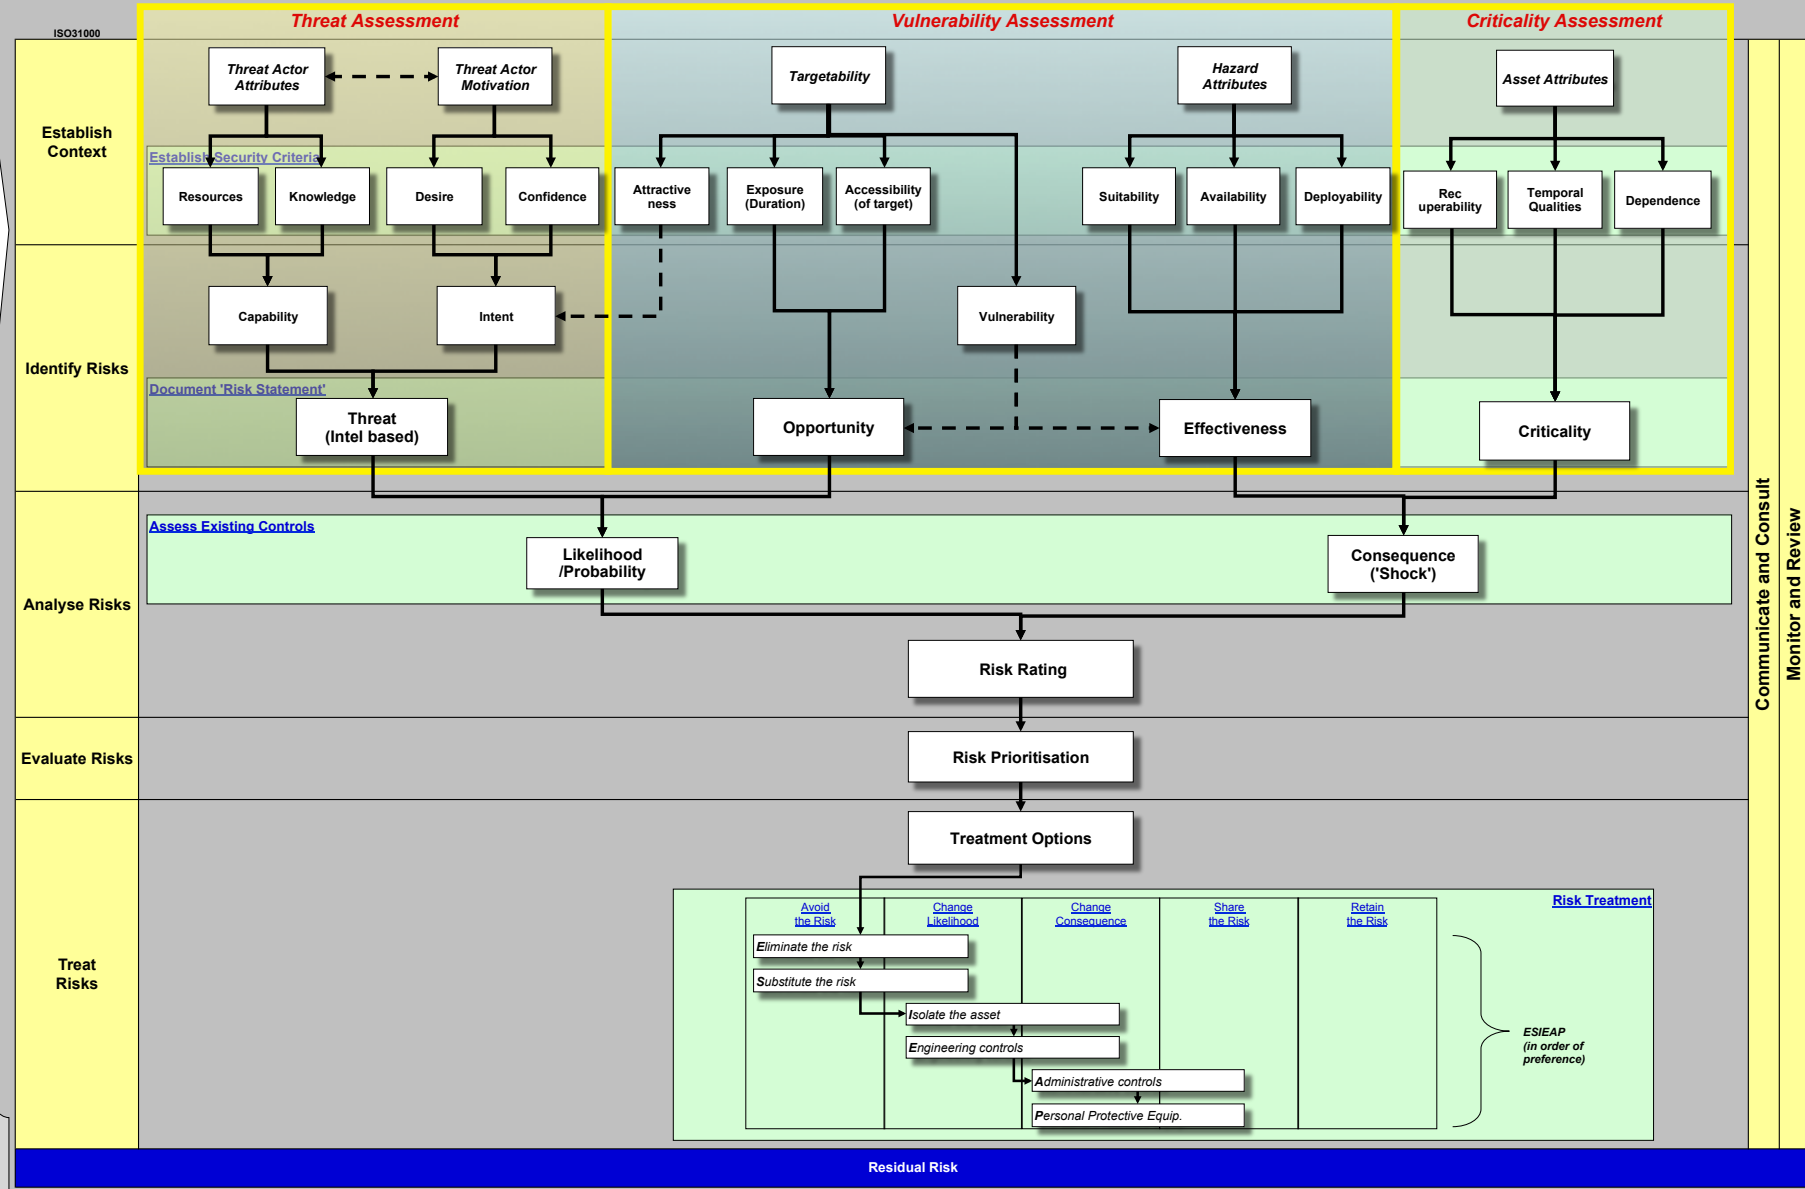 Threat Assessment
Vulnerability Assessment
Criticality Assessment
ISO31000
Establish
Context
Threat Actor
Attributes
Threat Actor
Motivation
Targetability
Hazard
Attributes
Asset Attributes
Establish Security Criteria
Resources
Knowledge
Desire
Confidence
Attractive
ness
Exposure
(Duration)
Accessibility
(of target)
Suitability
Availability
Deployability
Rec
uperability
Temporal
Qualities
Dependence
Identify Risks
Capability
Intent
Vulnerability
Document 'Risk Statement'
Threat
(Intel based)
Opportunity
Effectiveness
Criticality
Analyse Risks
Assess Existing Controls
Likelihood
/Probability
Consequence
('Shock')
Risk Rating
Evaluate Risks
Risk Prioritisation
Treat
Risks
Treatment Options
Risk Treatment
Avoid
the Risk
Change
Likelihood
Change
Consequence
Share
the Risk
Retain
the Risk
Eliminate the risk
Substitute the risk
Isolate the asset
Engineering controls
Administrative controls
Personal Protective Equip.
ESIEAP
(in order of
preference)
Communicate and Consult
Monitor and Review
Residual Risk